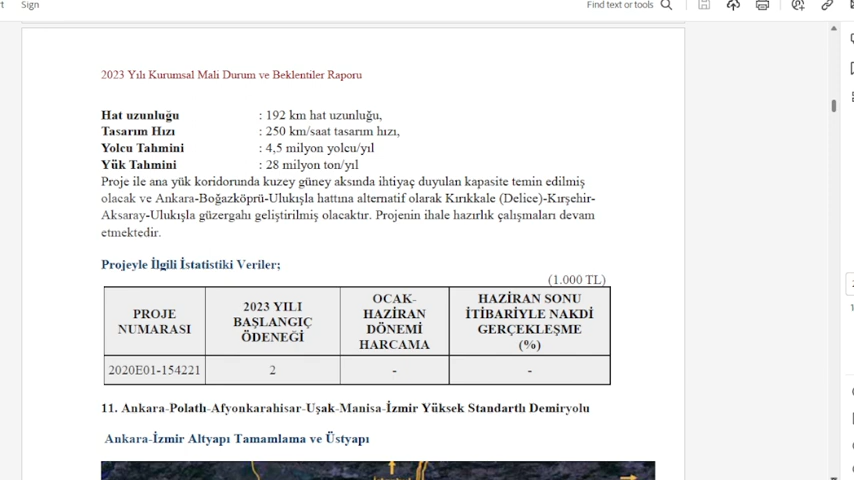 Sign
Find text or tools
2023 Yılı Kurumsal Mali Durum ve Beklentiler Raporu
Hat uzunluğu : 192 km hat uzunluğu,
Tasarım Hızı : 250 km/saat tasarım hızı,
Yolcu Tahmini : 4,5 milyon yolcu/yıl
Yük Tahmini : 28 milyon ton/yıl
Proje ile ana yük koridorunda kuzey güney aksında ihtiyaç duyulan kapasite temin edilmiş
olacak ve Ankara-Boğazköprü-Ulukışla hattına alternatif olarak Kırıkkale (Delice)-Kırşehir-
Aksaray-Ulukışla güzergahı geliştirilmiş olacaktır. Projenin ihale hazırlık çalışmaları devam
etmektedir.
Projeyle İlgili İstatistiki Veriler;
(1.000 TL)
PROJE
NUMARASI
2023 YILI
BAŞLANGIÇ
ÖDENEĞİ
OCAK-
HAZİRAN
DÖNEMİ
HARCAMA
HAZİRAN SONU
İTİBARİYLE NAKDİ
GERÇEKLEŞME
(%)
2020E01-154221 2 - -
11. Ankara-Polatlı-Afyonkarahisar-Uşak-Manisa-İzmir Yüksek Standartlı Demiryolu
Ankara-İzmir Altyapı Tamamlama ve Üstyapı